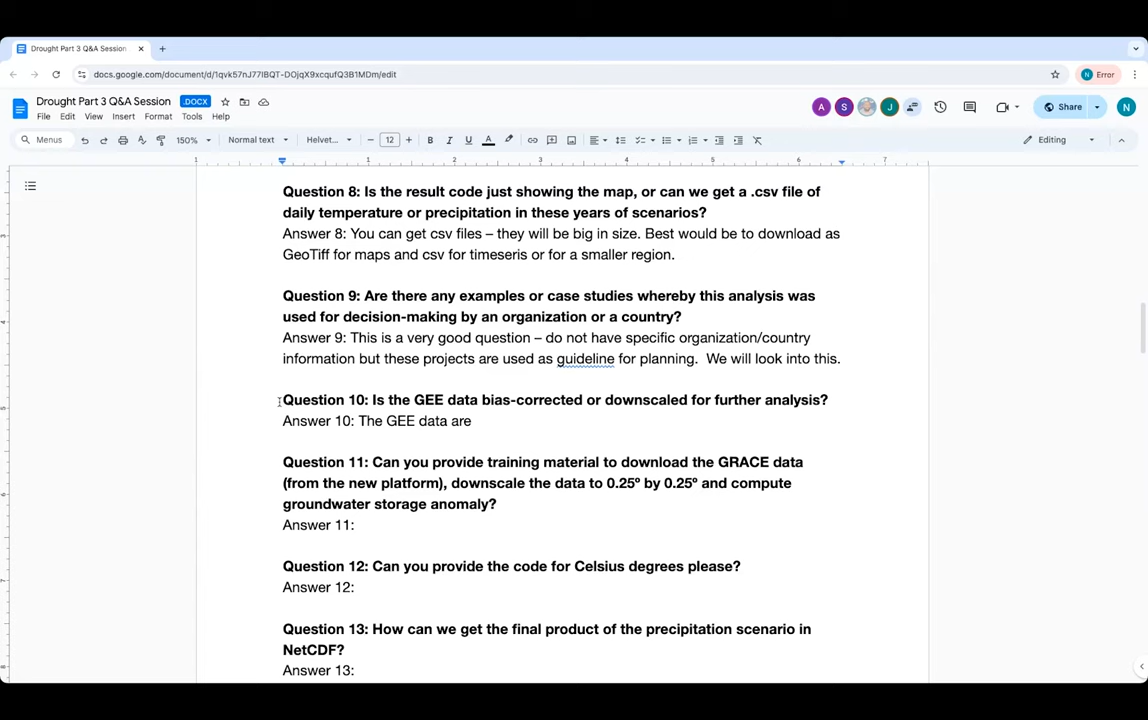 Drought Part 3 Q&A Session
docs.google.com/document/d/1qvk57nJ77IBQT-DOjqX9xcqufQ3B1MDm/edit
N Error
Drought Part 3 Q&A Session .DOCX
A S J Share N
File Edit View Insert Format Tools Help
Menus 150% Normal text Helvet... 12 B I U A Editing
1 1 2 3 4 5 6 7
Question 8: Is the result code just showing the map, or can we get a .csv file of
daily temperature or precipitation in these years of scenarios?
Answer 8: You can get csv files – they will be big in size. Best would be to download as
GeoTiff for maps and csv for timeseris or for a smaller region.
Question 9: Are there any examples or case studies whereby this analysis was
used for decision-making by an organization or a country?
Answer 9: This is a very good question – do not have specific organization/country
information but these projects are used as guideline for planning.  We will look into this.
Question 10: Is the GEE data bias-corrected or downscaled for further analysis?
Answer 10: The GEE data are
Question 11: Can you provide training material to download the GRACE data
(from the new platform), downscale the data to 0.25º by 0.25º and compute
groundwater storage anomaly?
Answer 11:
Question 12: Can you provide the code for Celsius degrees please?
Answer 12:
Question 13: How can we get the final product of the precipitation scenario in
NetCDF?
Answer 13: